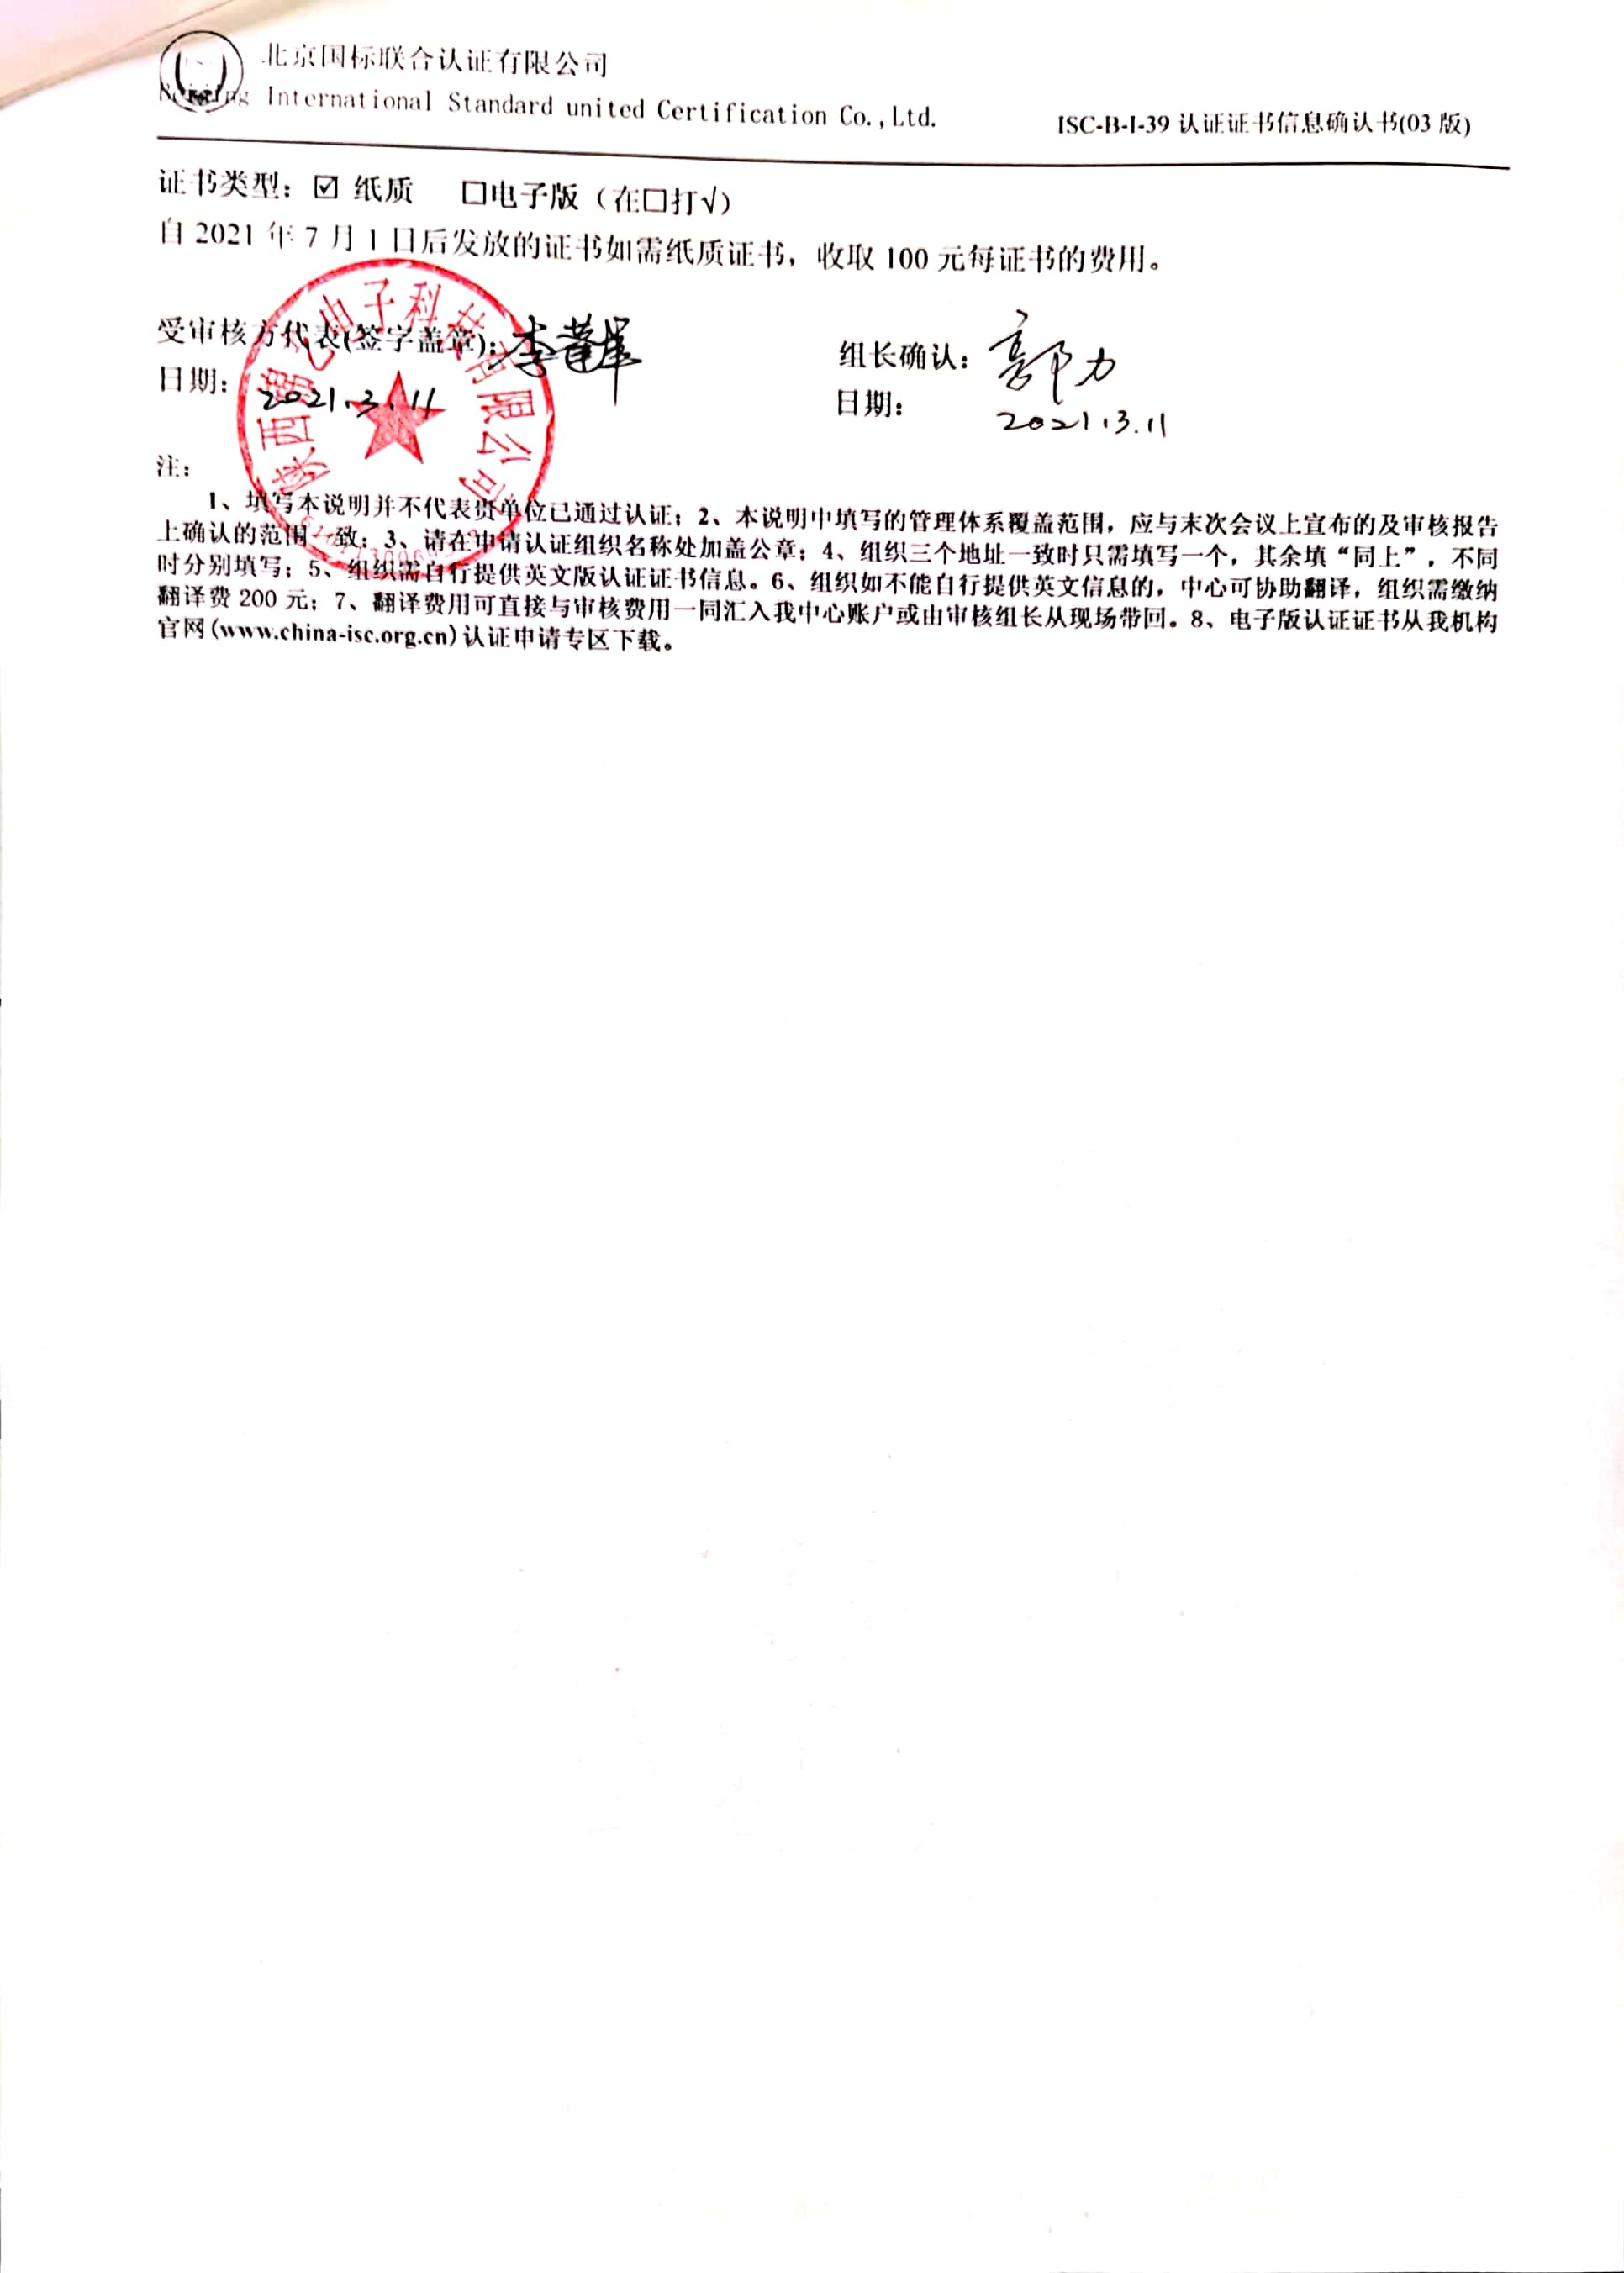 北京国标联合认证有限公司
Beijing International Standard united Certification Co.,Ltd.
ISC-B-I-39 认证证书信息确认书(03 版)
证书类型：☑ 纸质 □电子版（在□打√）
自 2021 年 7 月 1 日后发放的证书如需纸质证书，收取 100 元每证书的费用。
受审核方代表(签字盖章)：李
组长确认：郭力
日期：2021.3.11
日期：2021.3.11
陕西 电子科技有限公司
注：
1、填写本说明并不代表贵单位已通过认证；2、本说明中填写的管理体系覆盖范围，应与末次会议上宣布的及审核报告
上确认的范围一致；3、请在申请认证组织名称处加盖公章；4、组织三个地址一致时只需填写一个，其余填“同上”，不同
时分别填写；5、组织需自行提供英文版认证证书信息。6、组织如不能自行提供英文信息的，中心可协助翻译，组织需缴纳
翻译费 200 元；7、翻译费用可直接与审核费用一同汇入我中心账户或由审核组长从现场带回。8、电子版认证证书从我机构
官网(www.china-isc.org.cn)认证申请专区下载。